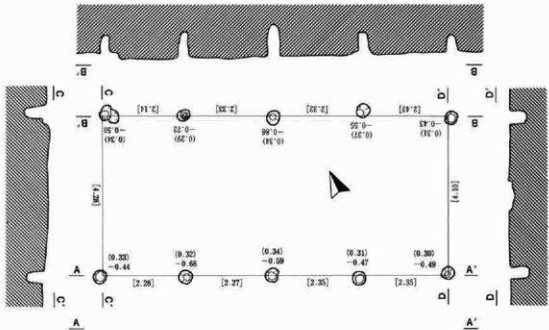 B' B
C C D' D'
B' [2.14] [2.33] [2.32] [2.43] B
-0.50 -0.72 -0.86 -0.55 -0.43
(0.34) (0.29) (0.34) (0.37) (0.31)
[4.28] [4.10]
(0.33) (0.32) (0.34) (0.31) (0.30)
A -0.44 -0.68 -0.59 -0.47 -0.49 A'
[2.28] [2.27] [2.35] [2.35]
C' C' D D
A A'